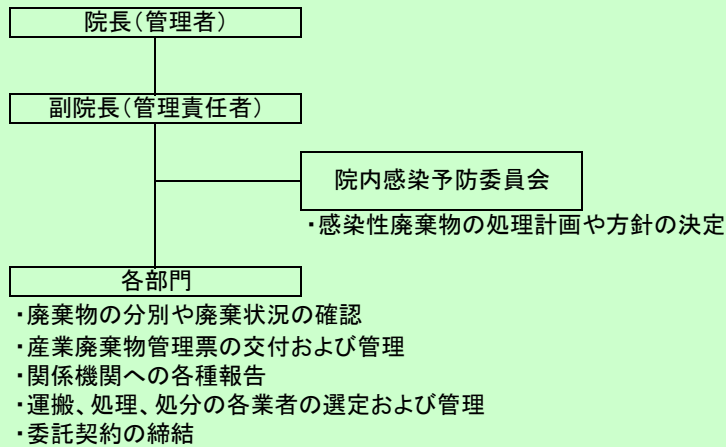 院長（管理者）
副院長（管理責任者）
院内感染予防委員会
・感染性廃棄物の処理計画や方針の決定
各部門
・廃棄物の分別や廃棄状況の確認
・産業廃棄物管理票の交付および管理
・関係機関への各種報告
・運搬、処理、処分の各業者の選定および管理
・委託契約の締結